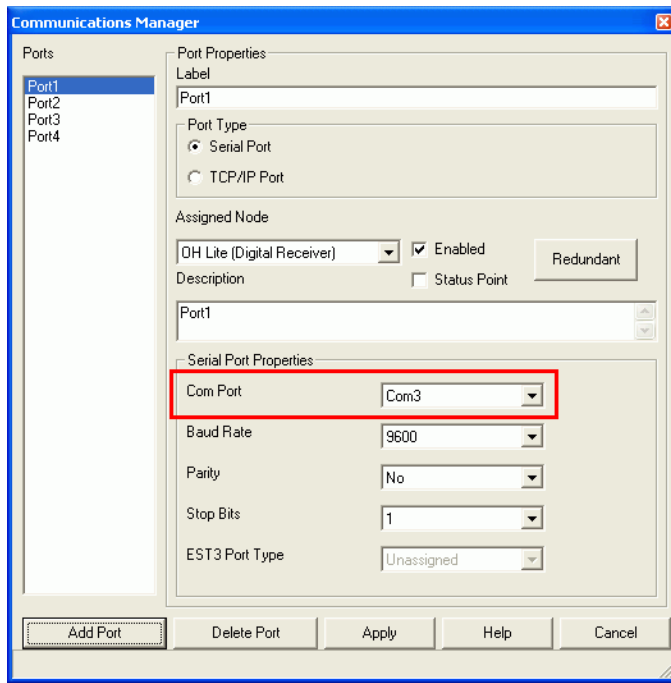 Communications Manager
Ports
Port1
Port2
Port3
Port4
Port Properties
Label
Port1
Port Type
Serial Port
TCP/IP Port
Assigned Node
OH Lite (Digital Receiver)
Enabled
Redundant
Description
Status Point
Port1
Serial Port Properties
Com Port
Com3
Baud Rate
9600
Parity
No
Stop Bits
1
EST3 Port Type
Unassigned
Add Port
Delete Port
Apply
Help
Cancel